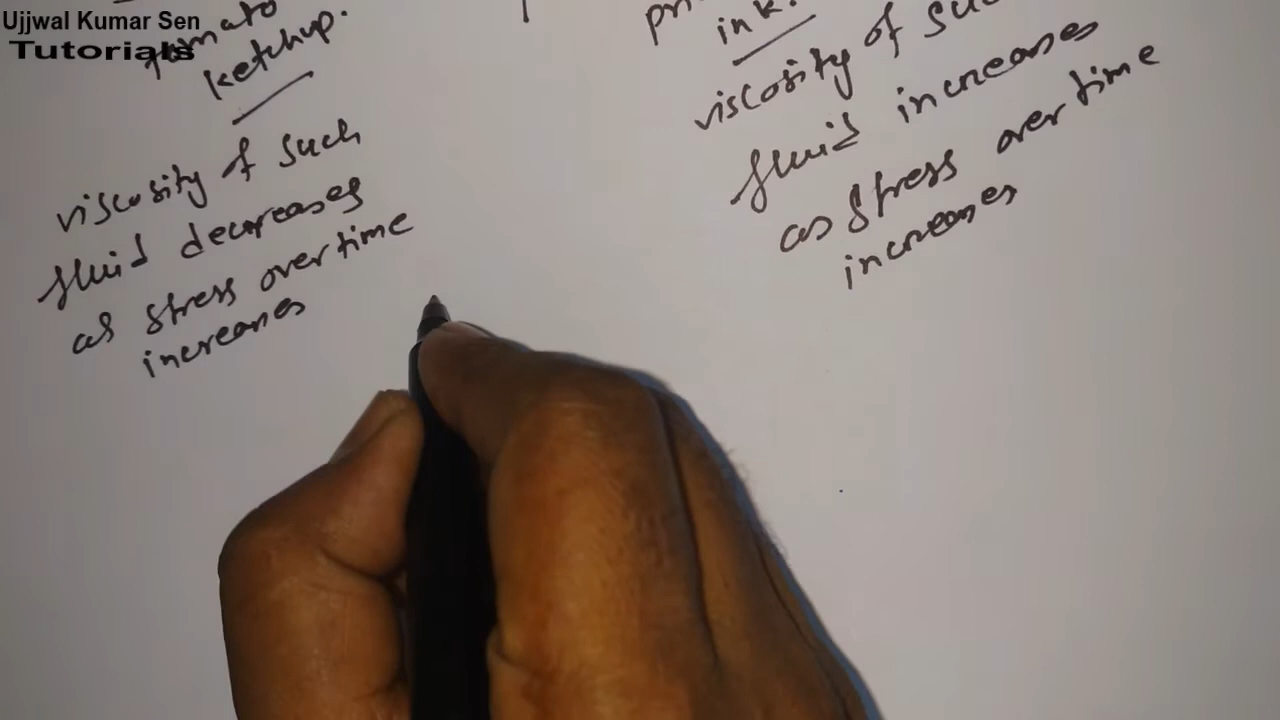 Ujjwal Kumar Sen
Tutorials
tomato
ketchup.
viscosity of such
fluid decreases
as stress over time
increases
ink.
viscosity of
fluid increases
as stress over time
increases